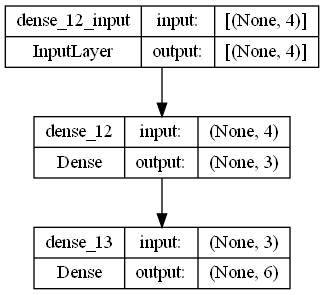 dense_12_input input: [(None, 4)]
InputLayer output: [(None, 4)]
dense_12 input: (None, 4)
Dense output: (None, 3)
dense_13 input: (None, 3)
Dense output: (None, 6)